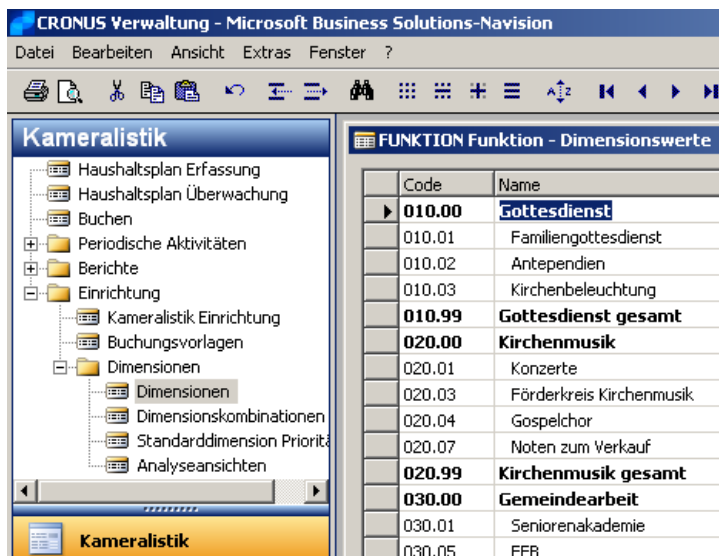 CRONUS Verwaltung - Microsoft Business Solutions-Navision
Datei Bearbeiten Ansicht Extras Fenster ?
Kameralistik
Haushaltsplan Erfassung
Haushaltsplan Überwachung
Buchen
Periodische Aktivitäten
Berichte
Einrichtung
Kameralistik Einrichtung
Buchungsvorlagen
Dimensionen
Dimensionen
Dimensionskombinationen
Standarddimension Priorit
Analyseansichten
Kameralistik
FUNKTION Funktion - Dimensionswerte
Code Name
010.00 Gottesdienst
010.01 Familiengottesdienst
010.02 Antependien
010.03 Kirchenbeleuchtung
010.99 Gottesdienst gesamt
020.00 Kirchenmusik
020.01 Konzerte
020.03 Förderkreis Kirchenmusik
020.04 Gospelchor
020.07 Noten zum Verkauf
020.99 Kirchenmusik gesamt
030.00 Gemeindearbeit
030.01 Seniorenakademie
030.05